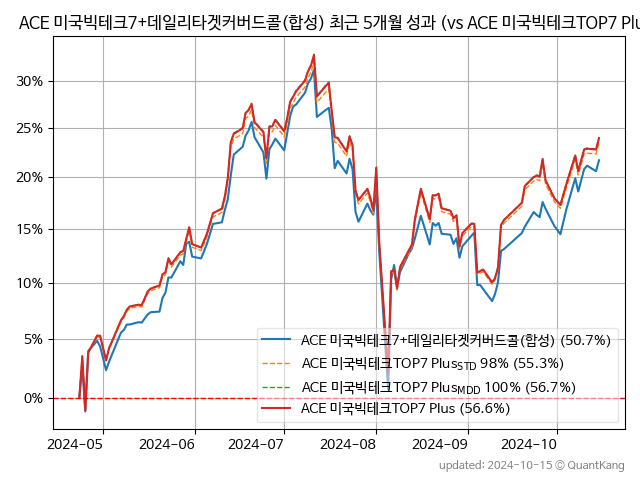 ACE 미국빅테크7+데일리타겟커버드콜(합성) 최근 5개월 성과 (vs ACE 미국빅테크TOP7 Plu
30%
25%
20%
15%
10%
5%
0%
ACE 미국빅테크7+데일리타겟커버드콜(합성) (50.7%)
ACE 미국빅테크TOP7 PlusSTD 98% (55.3%)
ACE 미국빅테크TOP7 PlusMDD 100% (56.7%)
ACE 미국빅테크TOP7 Plus (56.6%)
2024-05 2024-06 2024-07 2024-08 2024-09 2024-10
updated: 2024-10-15 © QuantKang